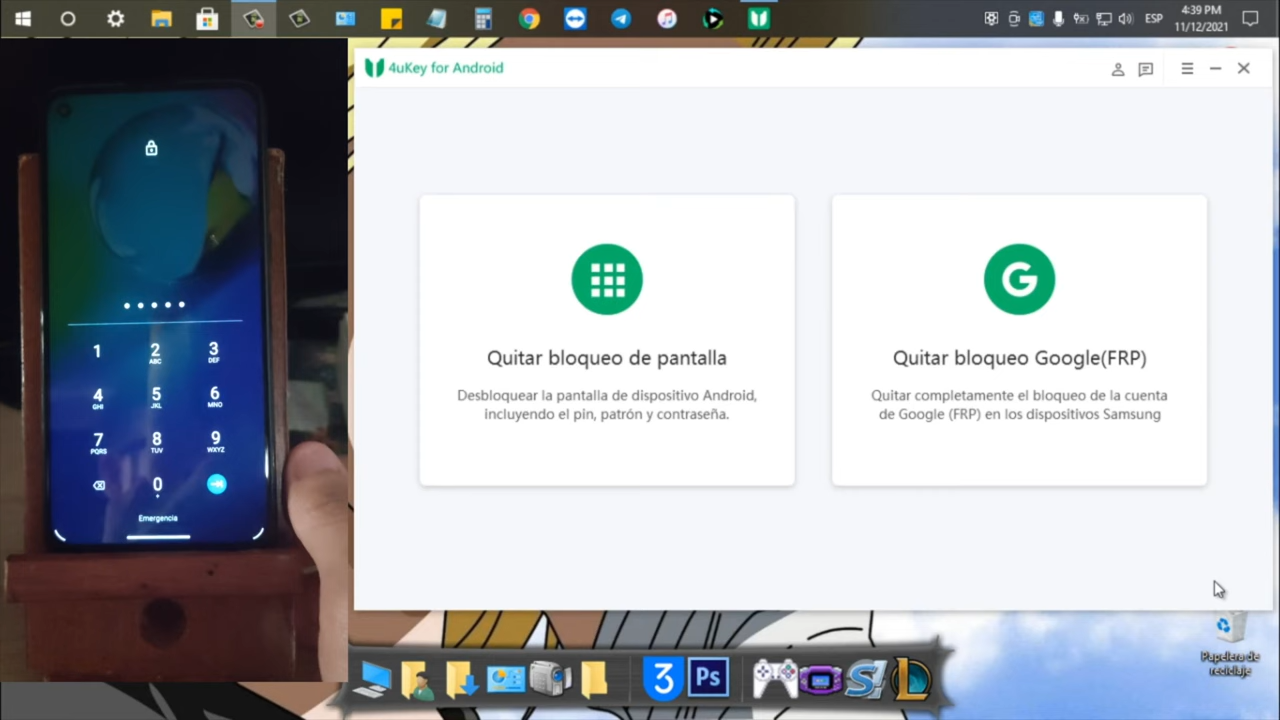 4:39 PM
ESP
11/12/2021
4uKey for Android
Quitar bloqueo de pantalla
Desbloquear la pantalla de dispositivo Android,
incluyendo el pin, patrón y contraseña.
Quitar bloqueo Google(FRP)
Quitar completamente el bloqueo de la cuenta
de Google (FRP) en los dispositivos Samsung
1
2
ABC
3
DEF
4
GHI
5
JKL
6
MNO
7
PQRS
8
TUV
9
WXYZ
0
+
Emergencia
3
Ps
Papelera de
reciclaje